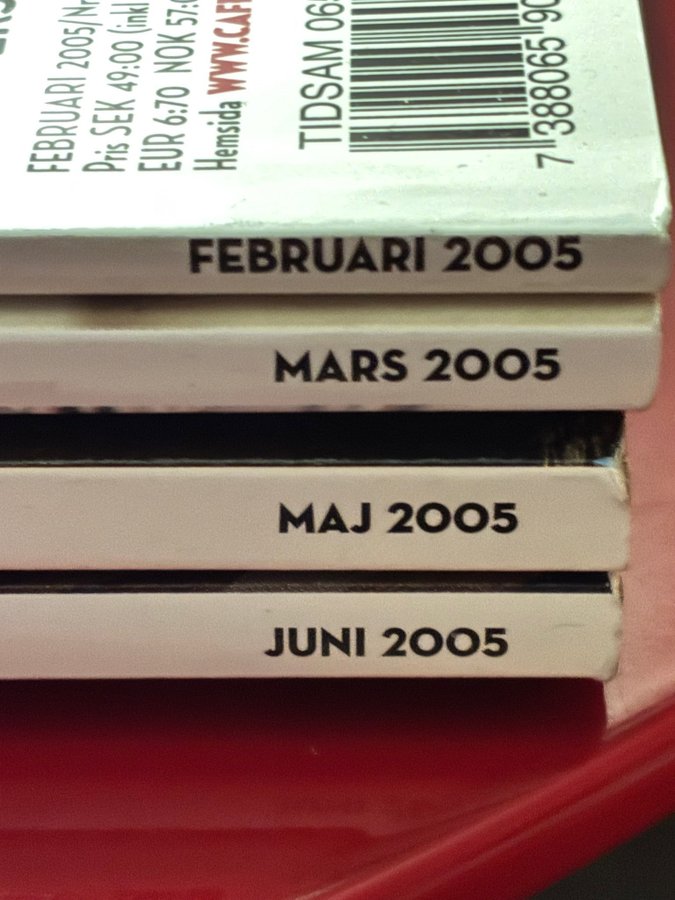 FEBRUARI 2005/Nr
Pris SEK 49:00 (inkl
EUR 6:70 NOK 57:0
Hemsida WWW.CAF
TIDSAM 06
7 388065 90
FEBRUARI 2005
MARS 2005
MAJ 2005
JUNI 2005